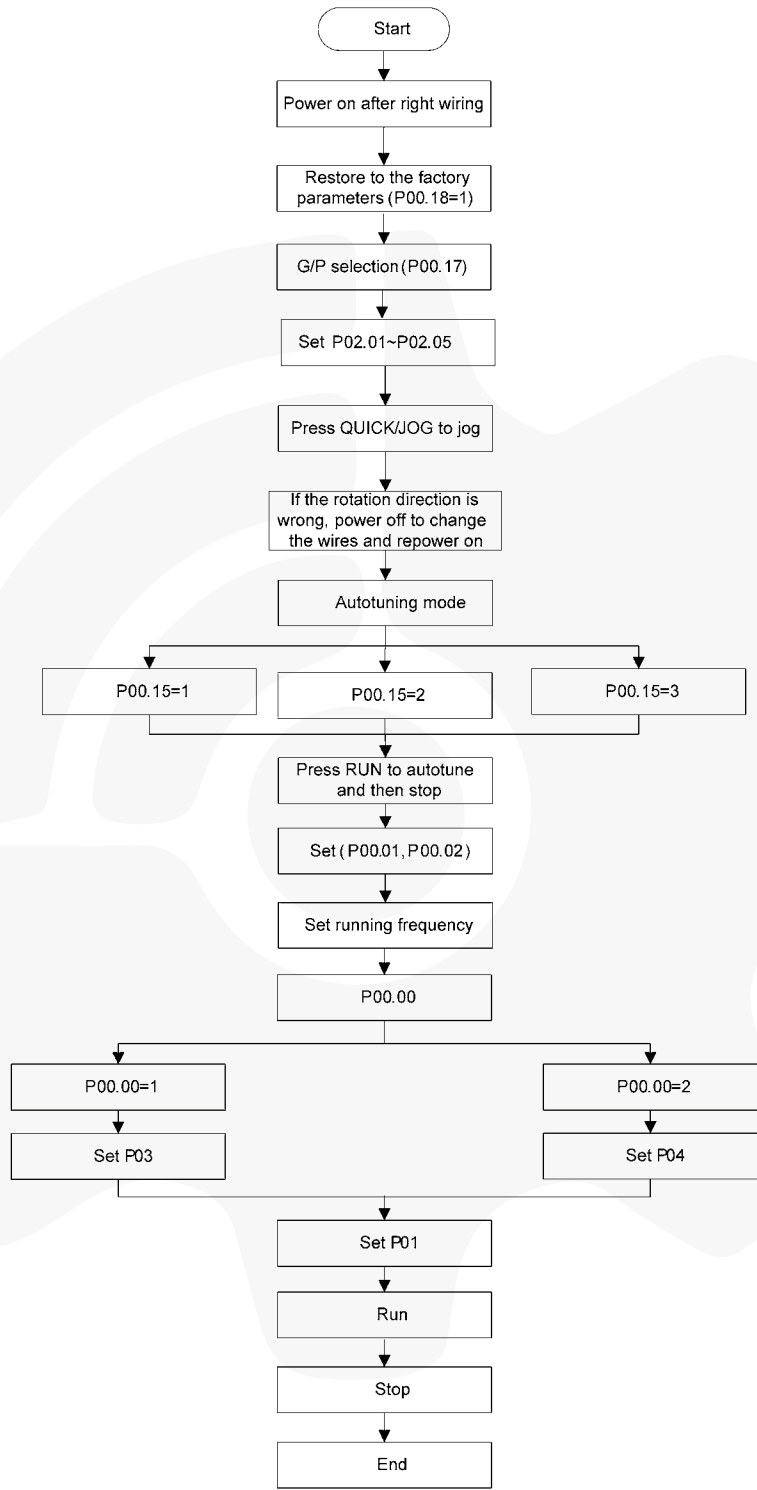 Start
Power on after right wiring
Restore to the factory
parameters (P00.18=1)
G/P selection (P00.17)
Set P02.01~P02.05
Press QUICK/JOG to jog
If the rotation direction is
wrong, power off to change
the wires and repower on
Autotuning mode
P00.15=1
P00.15=2
P00.15=3
Press RUN to autotune
and then stop
Set (P00.01, P00.02)
Set running frequency
P00.00
P00.00=1
P00.00=2
Set P03
Set P04
Set P01
Run
Stop
End